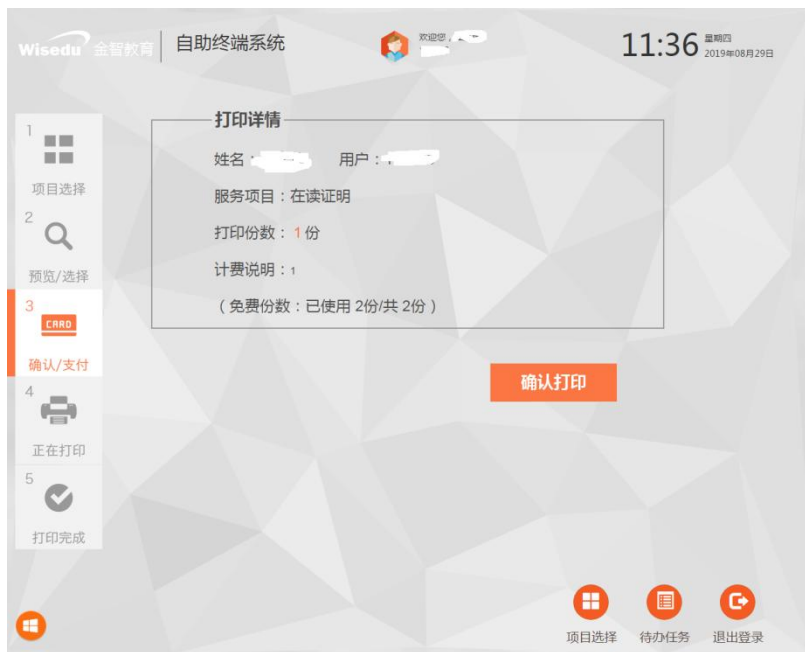 Wisedu 金智教育
自助终端系统
欢迎您,
11:36
星期四
2019年08月29日
1
项目选择
2
预览/选择
3
CARD
确认/支付
4
正在打印
5
打印完成
打印详情
姓名: 用户:
服务项目:在读证明
打印份数:1份
计费说明:1
(免费份数:已使用 2份/共 2份)
确认打印
项目选择 待办任务 退出登录